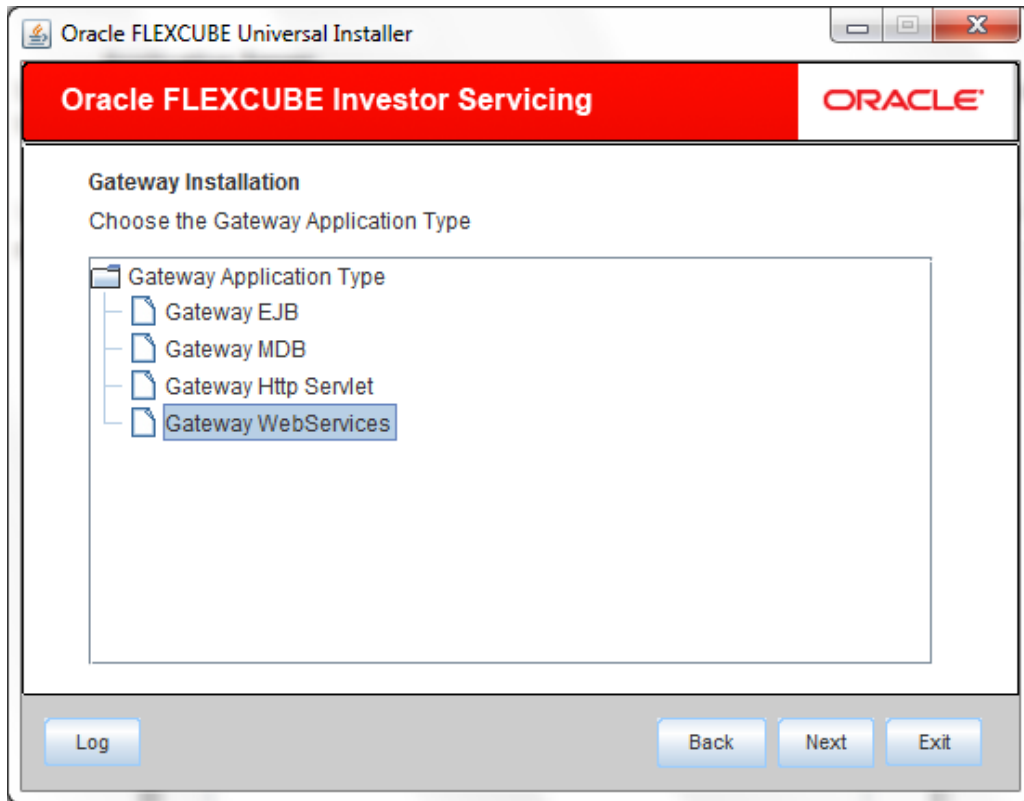 Oracle FLEXCUBE Universal Installer
Oracle FLEXCUBE Investor Servicing
ORACLE
Gateway Installation
Choose the Gateway Application Type
Gateway Application Type
Gateway EJB
Gateway MDB
Gateway Http Servlet
Gateway WebServices
Log Back Next Exit